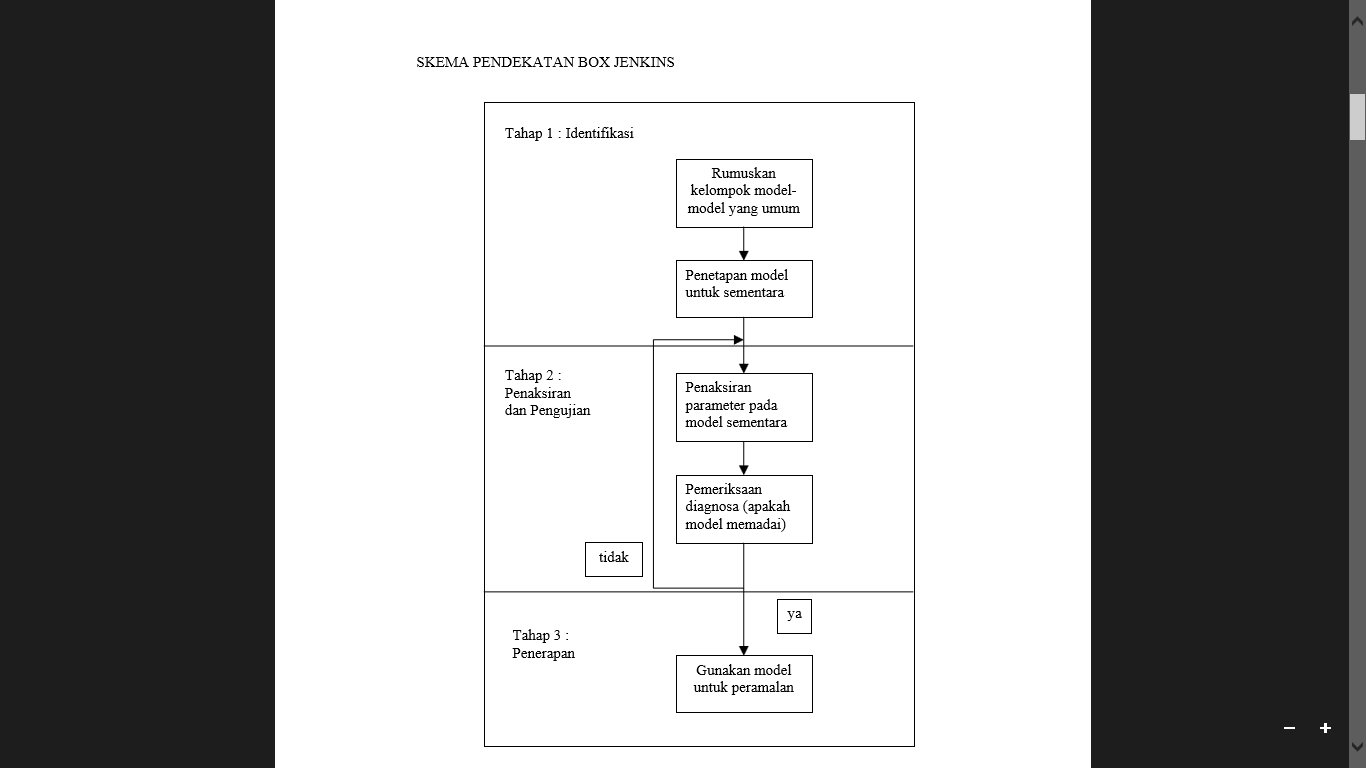 SKEMA PENDEKATAN BOX JENKINS
Tahap 1 : Identifikasi
Rumuskan
kelompok model-
model yang umum
Penetapan model
untuk sementara
Tahap 2 :
Penaksiran
dan Pengujian
Penaksiran
parameter pada
model sementara
Pemeriksaan
diagnosa (apakah
model memadai)
tidak
ya
Tahap 3 :
Penerapan
Gunakan model
untuk peramalan